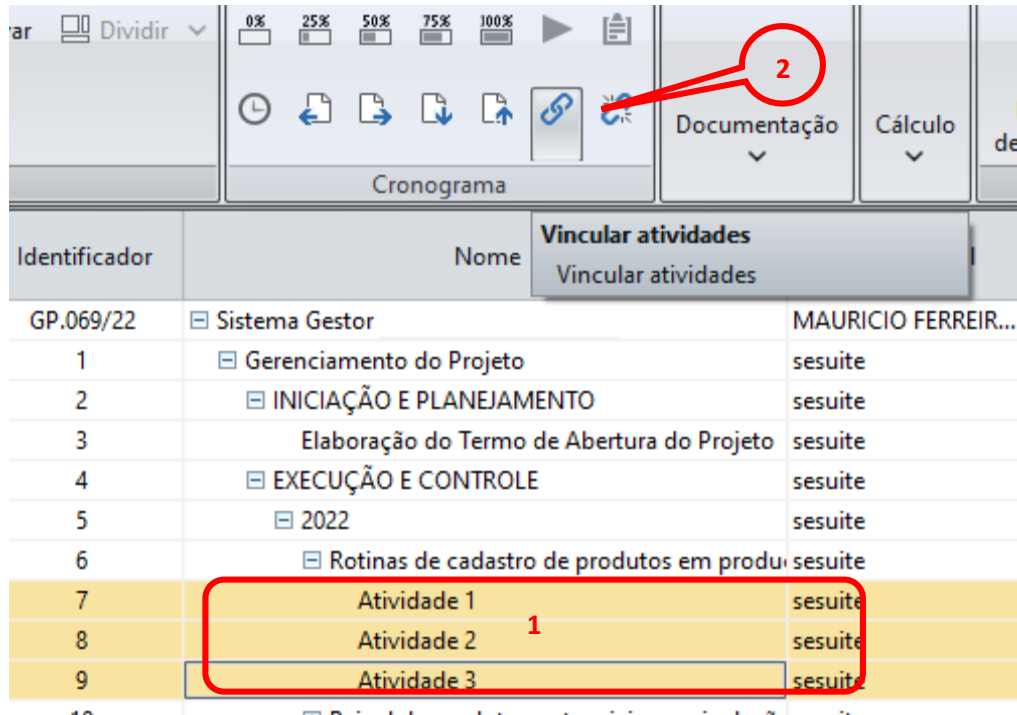 ar Dividir
0% 25% 50% 75% 100%
2
Documentação
Cálculo
de
Cronograma
Identificador
Nome
Vincular atividades
Vincular atividades
GP.069/22 Sistema Gestor MAURICIO FERREIR...
1 Gerenciamento do Projeto sesuite
2 INICIAÇÃO E PLANEJAMENTO sesuite
3 Elaboração do Termo de Abertura do Projeto sesuite
4 EXECUÇÃO E CONTROLE sesuite
5 2022 sesuite
6 Rotinas de cadastro de produtos em produ sesuite
7 Atividade 1 sesuite
1
8 Atividade 2 sesuite
9 Atividade 3 sesuite